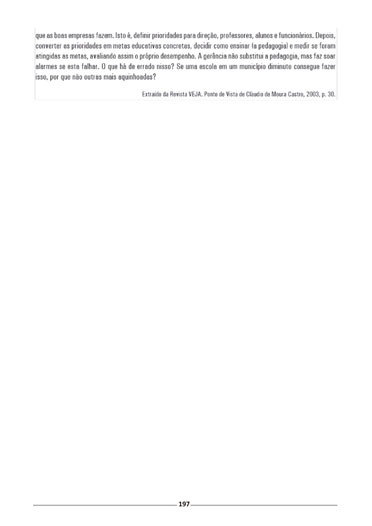 que as boas empresas fazem. Isto é, definir prioridades para direção, professores, alunos e funcionários. Depois,
converter as prioridades em metas educativas concretas, decidir como ensinar (a pedagogia) e medir se foram
atingidas as metas, avaliando assim o próprio desempenho. A gerência não substitui a pedagogia, mas faz soar
alarmes se esta falhar. O que há de errado nisso? Se uma escola em um município diminuto consegue fazer
isso, por que não outras mais aquinhoadas?
Extraído da Revista VEJA. Ponto de Vista de Claudio de Moura Castro, 2003, p. 30.
197